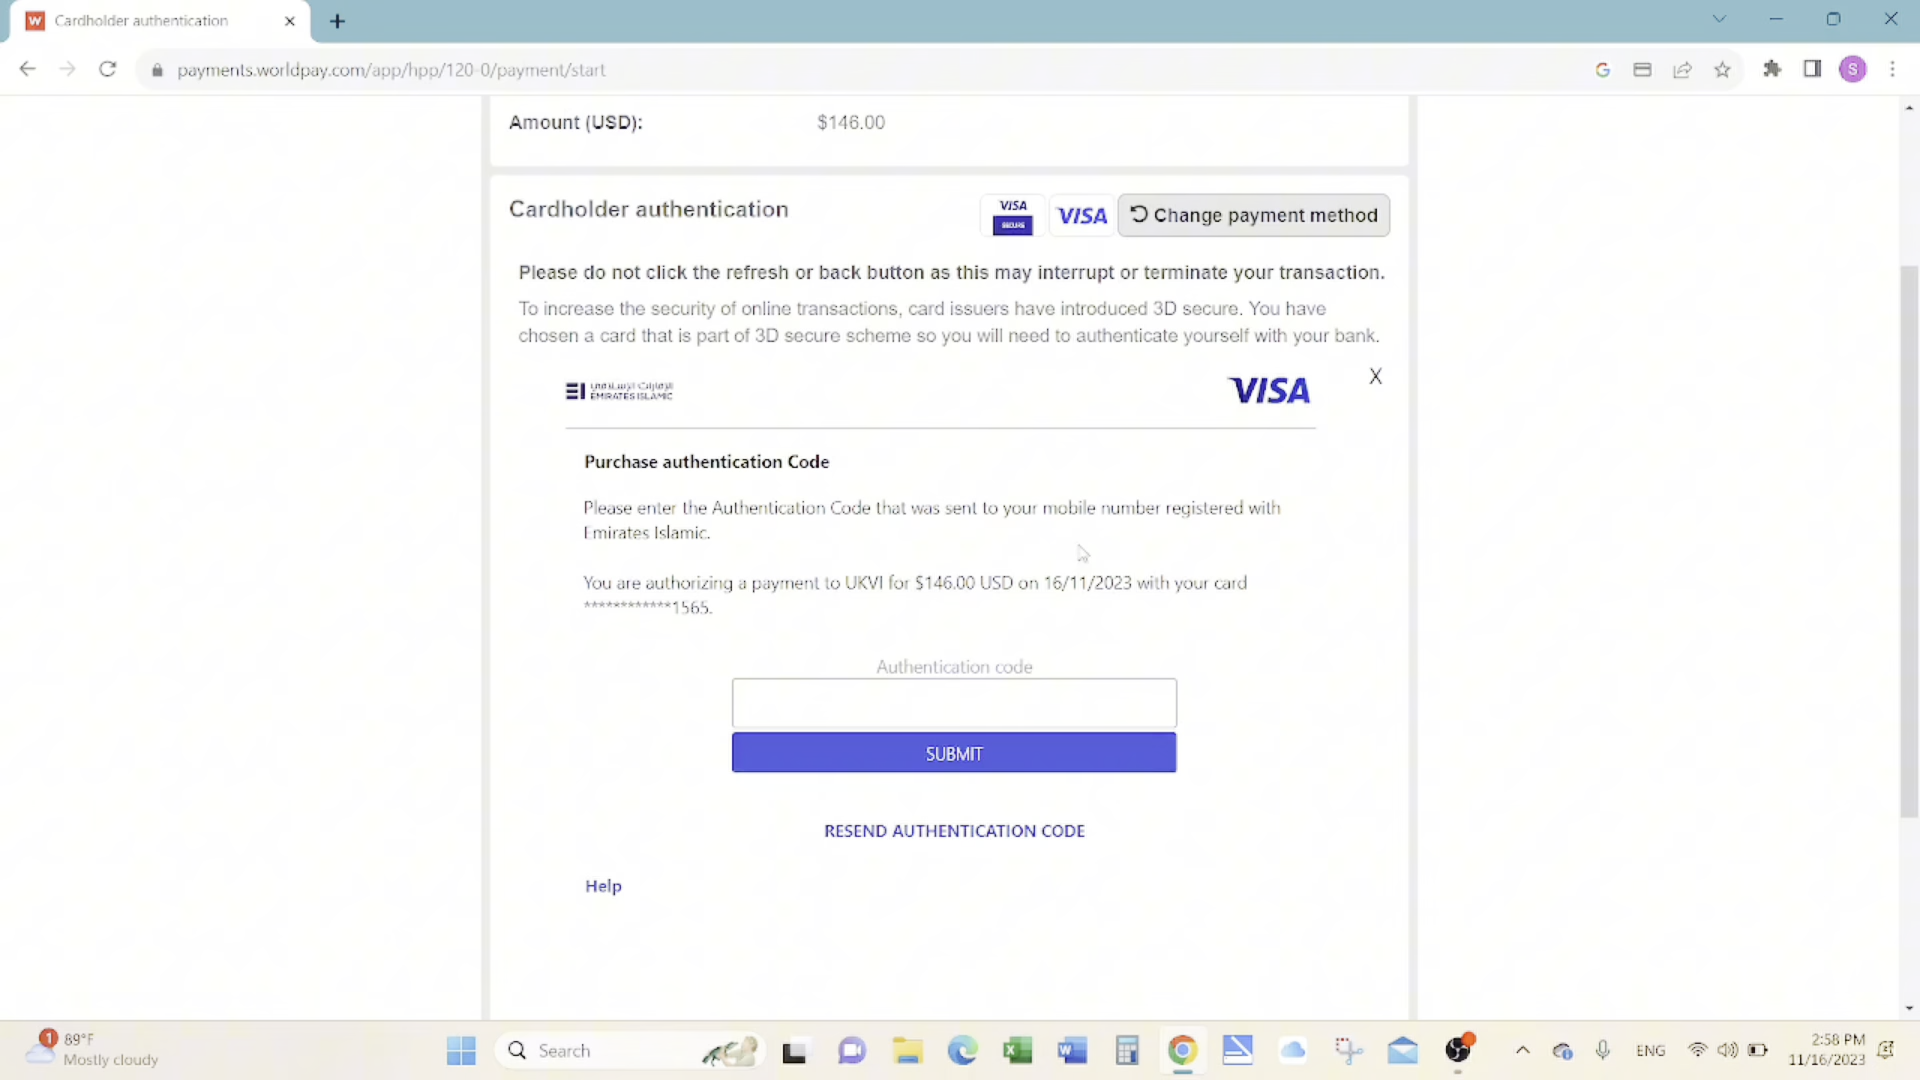 Cardholder authentication
payments.worldpay.com/app/hpp/120-0/payment/start
S
Amount (USD): $146.00
Cardholder authentication
VISA
SECURE
VISA
Change payment method
Please do not click the refresh or back button as this may interrupt or terminate your transaction.
To increase the security of online transactions, card issuers have introduced 3D secure. You have
chosen a card that is part of 3D secure scheme so you will need to authenticate yourself with your bank.
X
الإمارات الإسلامي
EMIRATES ISLAMIC
VISA
Purchase authentication Code
Please enter the Authentication Code that was sent to your mobile number registered with
Emirates Islamic.
You are authorizing a payment to UKVI for $146.00 USD on 16/11/2023 with your card
************1565.
Authentication code
SUBMIT
RESEND AUTHENTICATION CODE
Help
1
89°F
Mostly cloudy
Search
ENG
2:58 PM
11/16/2023